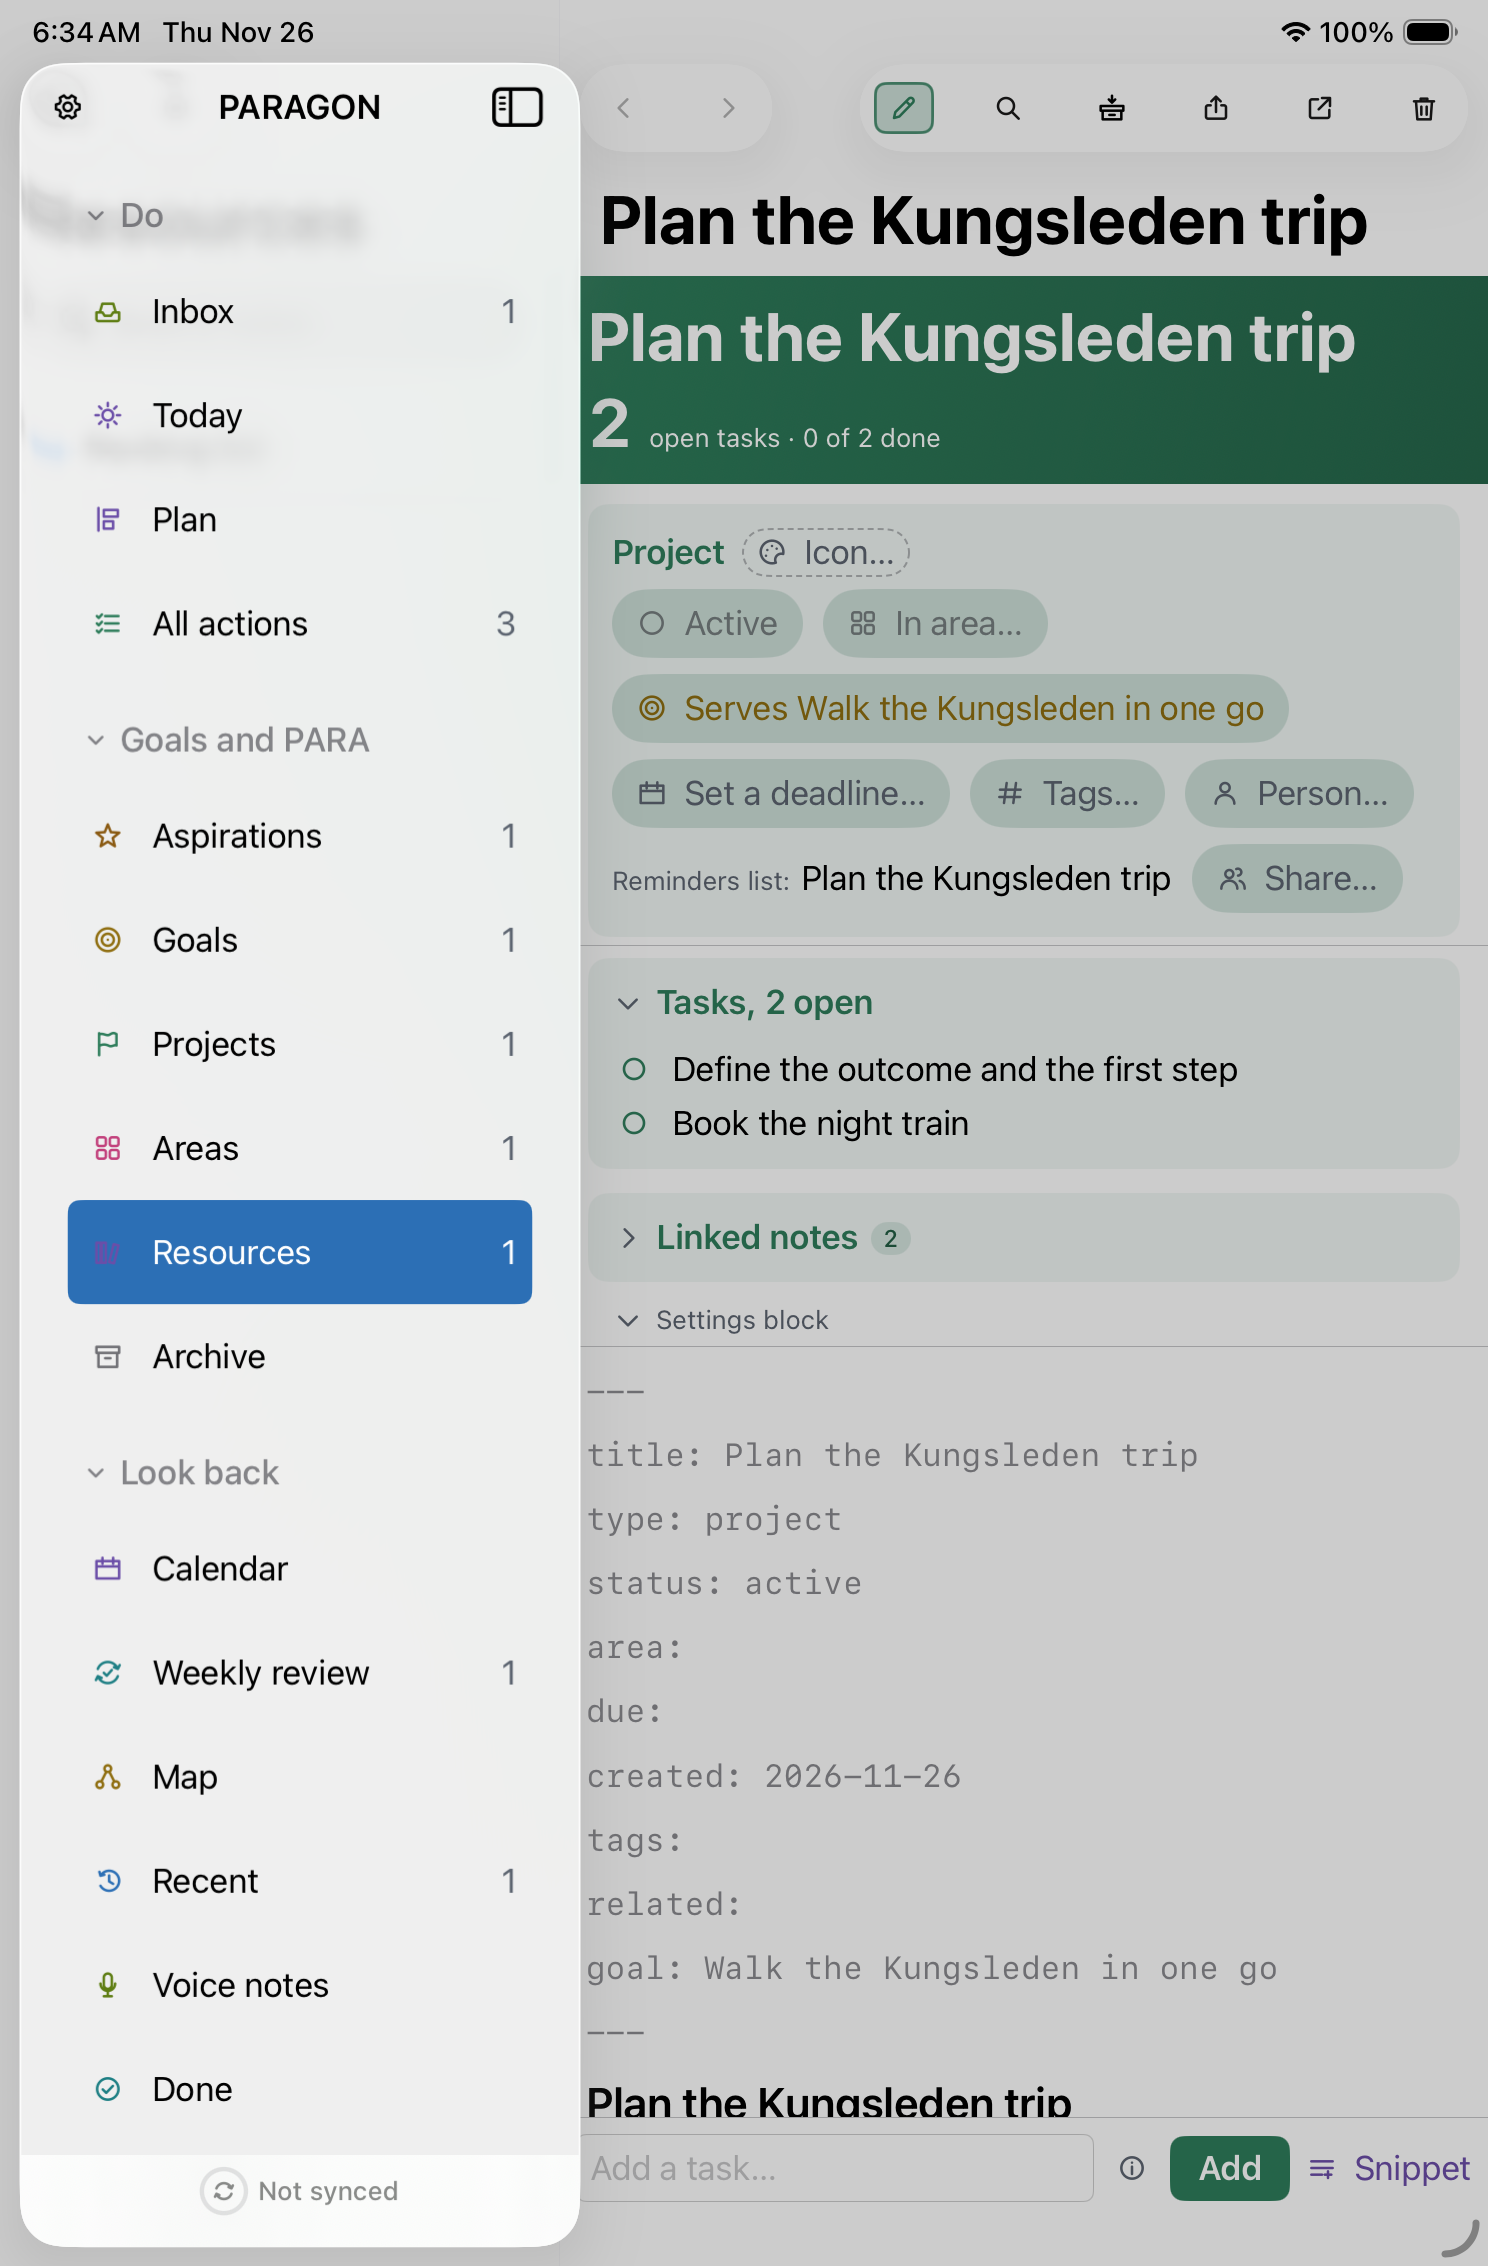 6:34 AM Thu Nov 26
100%
PARAGON
Do
Inbox 1
Today
Plan
All actions 3
Goals and PARA
Aspirations 1
Goals 1
Projects 1
Areas 1
Resources 1
Archive
Look back
Calendar
Weekly review 1
Map
Recent 1
Voice notes
Done
Not synced
Plan the Kungsleden trip
Plan the Kungsleden trip
2 open tasks · 0 of 2 done
Project Icon...
Active In area...
Serves Walk the Kungsleden in one go
Set a deadline... Tags... Person...
Reminders list: Plan the Kungsleden trip Share...
Tasks, 2 open
Define the outcome and the first step
Book the night train
Linked notes 2
Settings block
---
title: Plan the Kungsleden trip
type: project
status: active
area:
due:
created: 2026-11-26
tags:
related:
goal: Walk the Kungsleden in one go
---
Plan the Kungsleden trip
Add a task... Add Snippet